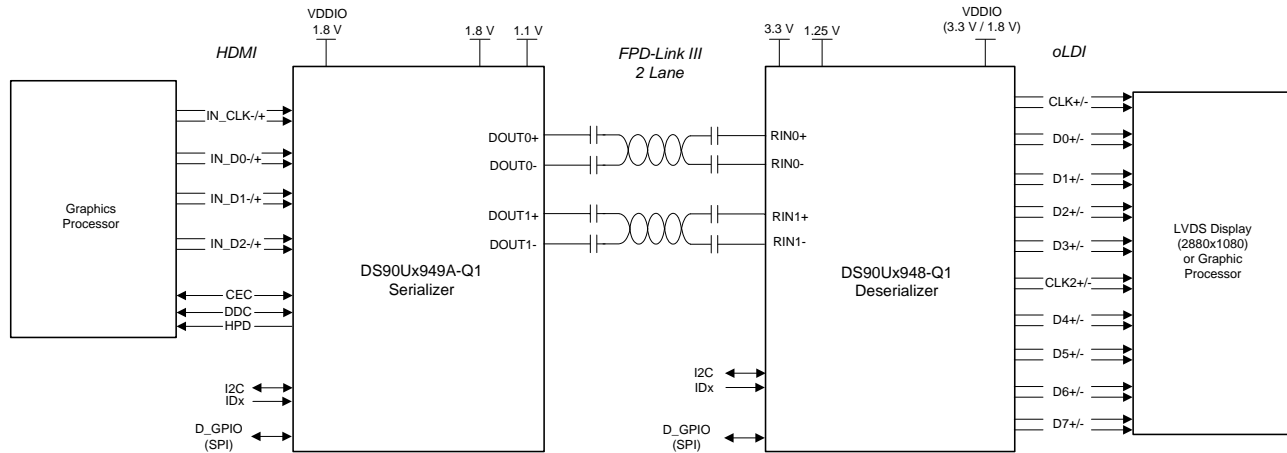 VDDIO
1.8 V
1.8 V
1.1 V
3.3 V
1.25 V
VDDIO
(3.3 V / 1.8 V)
HDMI
FPD-Link III
2 Lane
oLDI
Graphics
Processor
IN_CLK-/+
IN_D0-/+
IN_D1-/+
IN_D2-/+
CEC
DDC
HPD
I2C
IDx
D_GPIO
(SPI)
DOUT0+
DOUT0-
DOUT1+
DOUT1-
DS90Ux949A-Q1
Serializer
RIN0+
RIN0-
RIN1+
RIN1-
DS90Ux948-Q1
Deserializer
I2C
IDx
D_GPIO
(SPI)
CLK+/-
D0+/-
D1+/-
D2+/-
D3+/-
CLK2+/-
D4+/-
D5+/-
D6+/-
D7+/-
LVDS Display
(2880x1080)
or Graphic
Processor